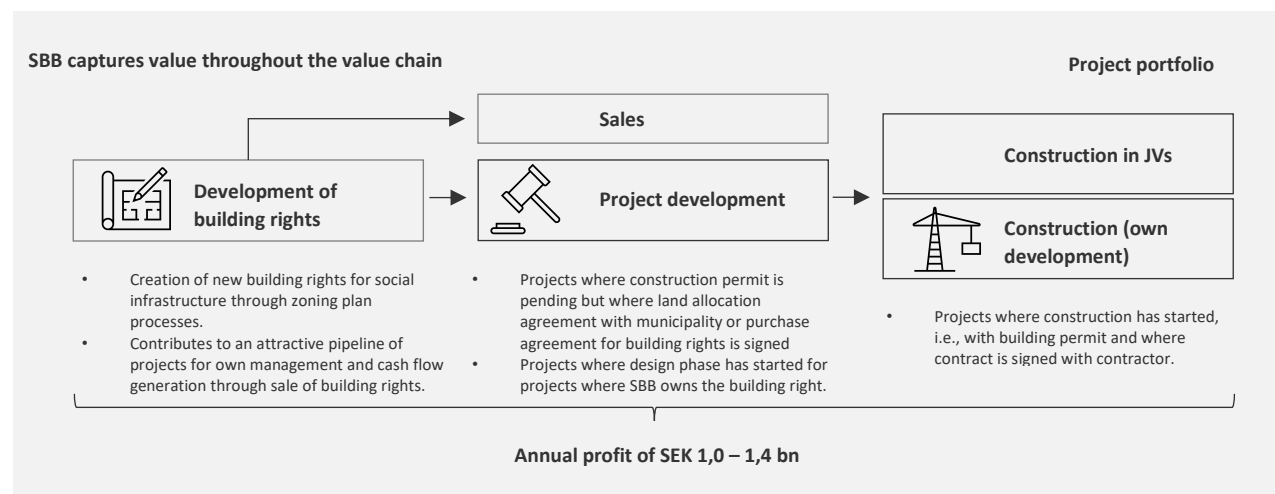 SBB captures value throughout the value chain
Project portfolio
Sales
Construction in JVs
Development of
building rights
Project development
Construction (own
development)
• Creation of new building rights for social
infrastructure through zoning plan
processes.
• Contributes to an attractive pipeline of
projects for own management and cash flow
generation through sale of building rights.
• Projects where construction permit is
pending but where land allocation
agreement with municipality or purchase
agreement for building rights is signed
• Projects where design phase has started for
projects where SBB owns the building right.
• Projects where construction has started,
i.e., with building permit and where
contract is signed with contractor.
Annual profit of SEK 1,0 – 1,4 bn